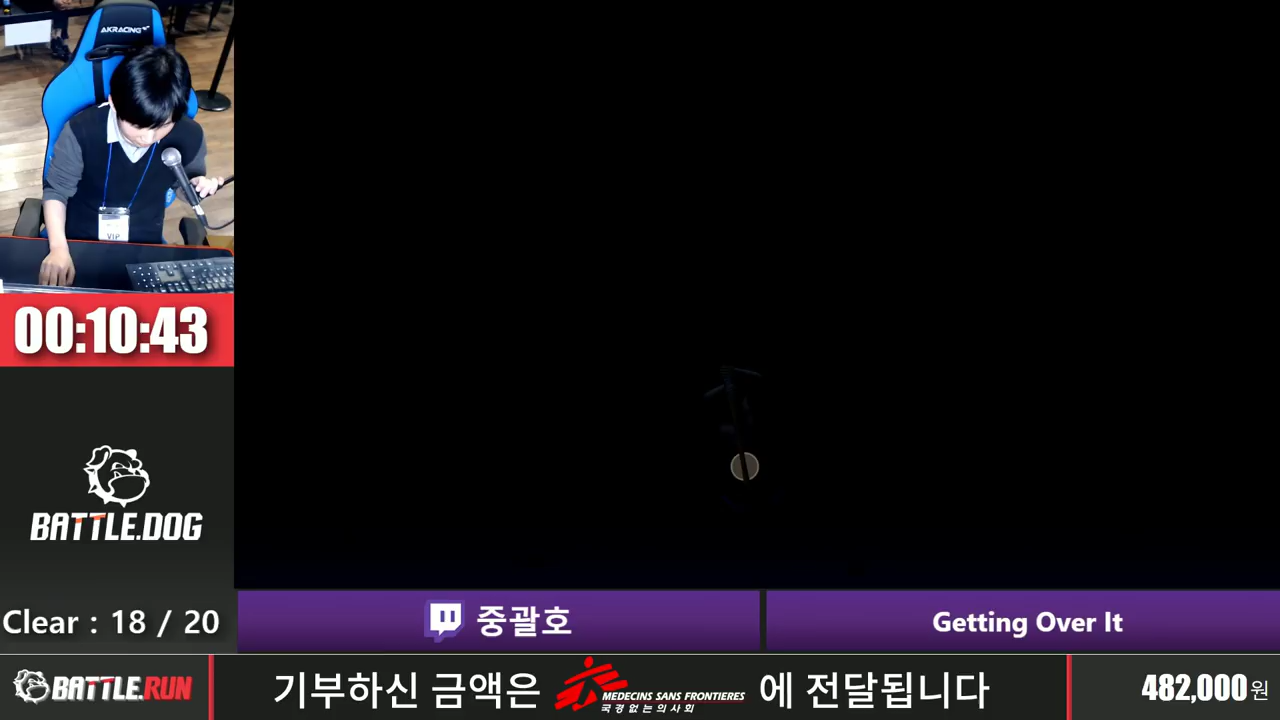 AKRACING
VIP
00:10:43
BATTLE.DOG
Clear : 18 / 20
중괄호
Getting Over It
BATTLE.RUN
기부하신 금액은 MEDECINS SANS FRONTIERES 국경없는의사회 에 전달됩니다
482,000원